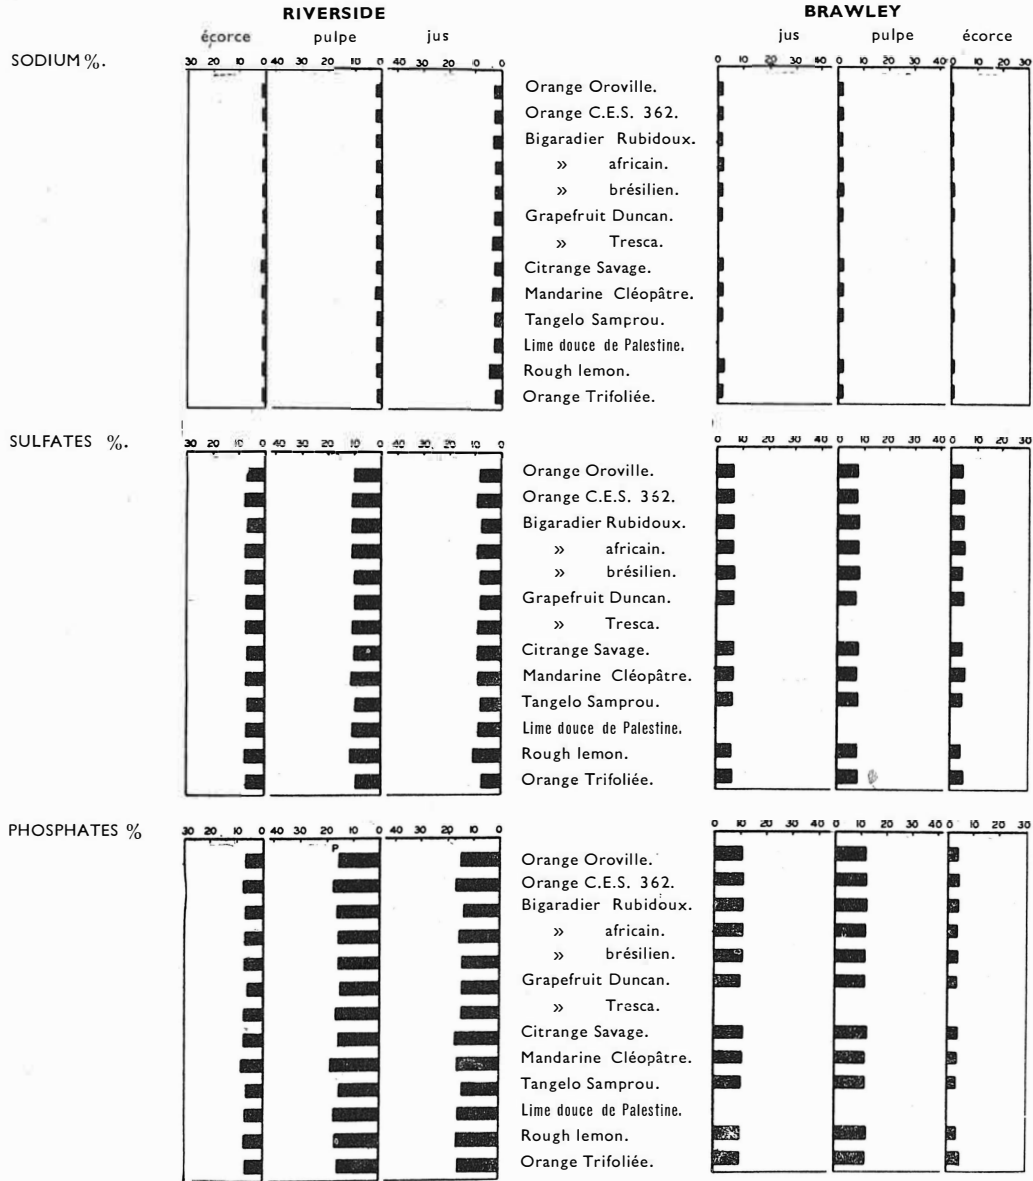 RIVERSIDE BRAWLEY
écorce pulpe jus jus pulpe écorce
SODIUM %.
30 20 10 0 30 20 10 0 40 30 20 10 0 0 10 20 30 40 0 10 20 30 40 0 10 20 30
Orange Oroville.
Orange C.E.S. 362.
Bigaradier Rubidoux.
» africain.
» brésilien.
Grapefruit Duncan.
» Tresca.
Citrange Savage.
Mandarine Cléopâtre.
Tangelo Samprou.
Lime douce de Palestine.
Rough lemon.
Orange Trifoliée.
SULFATES %.
30 20 10 0 40 30 20 10 0 40 30 20 10 0 0 10 20 30 40 0 10 20 30 40 0 10 20 30
Orange Oroville.
Orange C.E.S. 362.
Bigaradier Rubidoux.
» africain.
» brésilien.
Grapefruit Duncan.
» Tresca.
Citrange Savage.
Mandarine Cléopâtre.
Tangelo Samprou.
Lime douce de Palestine.
Rough lemon.
Orange Trifoliée.
PHOSPHATES %
30 20 10 0 40 30 20 10 0 40 30 20 10 0 0 10 20 30 40 0 10 20 30 40 0 10 20 30
P
Orange Oroville.
Orange C.E.S. 362.
Bigaradier Rubidoux.
» africain.
» brésilien.
Grapefruit Duncan.
» Tresca.
Citrange Savage.
Mandarine Cléopâtre.
Tangelo Samprou.
Lime douce de Palestine.
Rough lemon.
Orange Trifoliée.